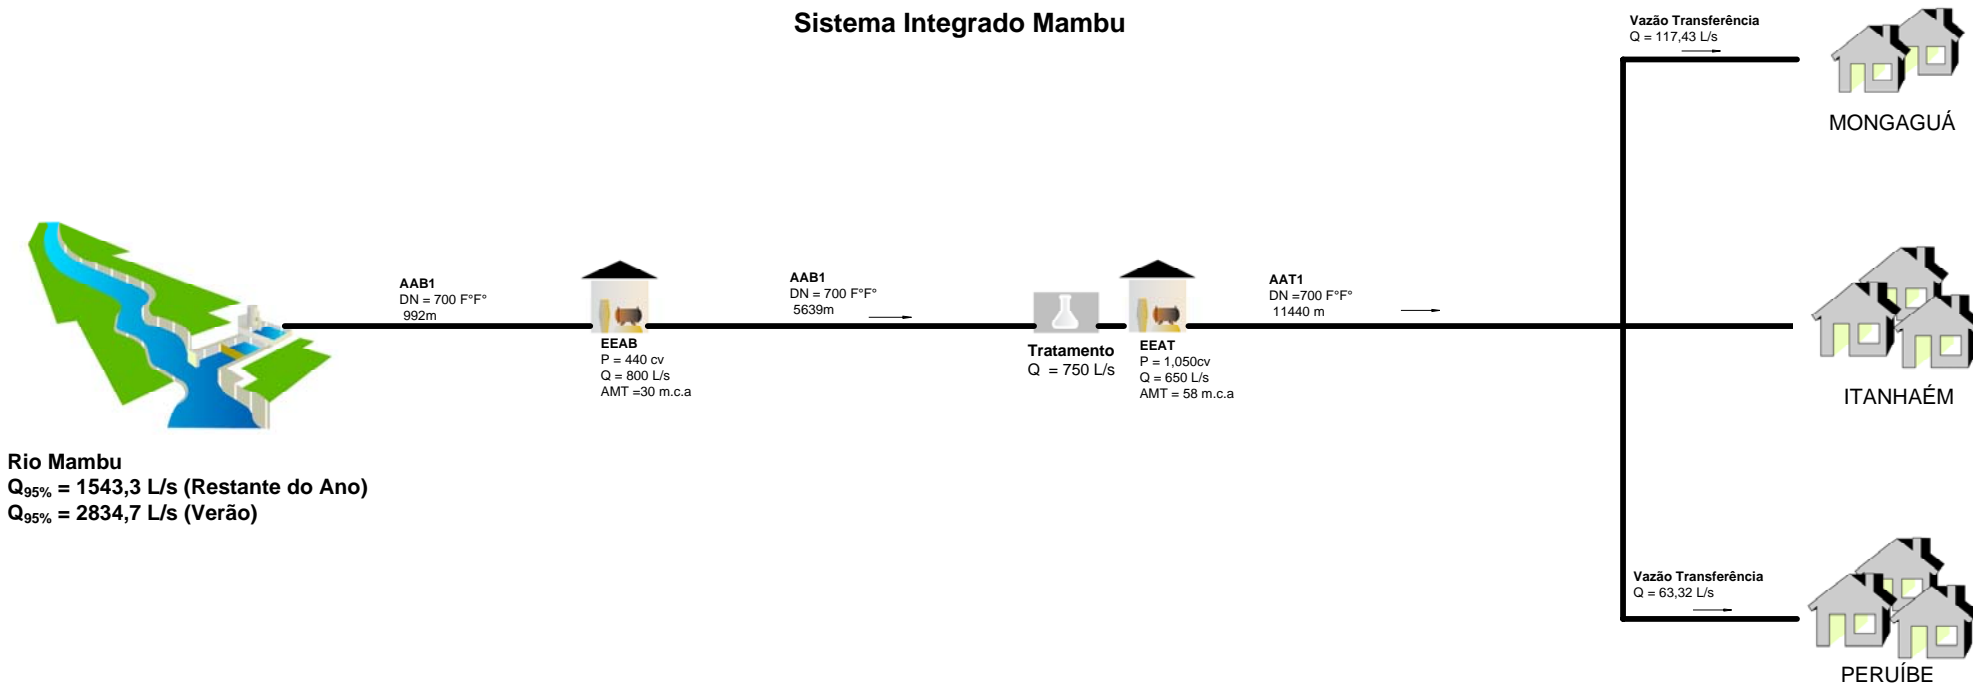 Sistema Integrado Mambu
Vazão Transferência
Q = 117,43 L/s
MONGAGUÁ
AAB1
DN = 700 F°F°
992m
EEAB
P = 440 cv
Q = 800 L/s
AMT =30 m.c.a
AAB1
DN = 700 F°F°
5639m
Tratamento
Q = 750 L/s
EEAT
P = 1,050cv
Q = 650 L/s
AMT = 58 m.c.a
AAT1
DN =700 F°F°
11440 m
ITANHAÉM
Rio Mambu
Q95% = 1543,3 L/s (Restante do Ano)
Q95% = 2834,7 L/s (Verão)
Vazão Transferência
Q = 63,32 L/s
PERUÍBE